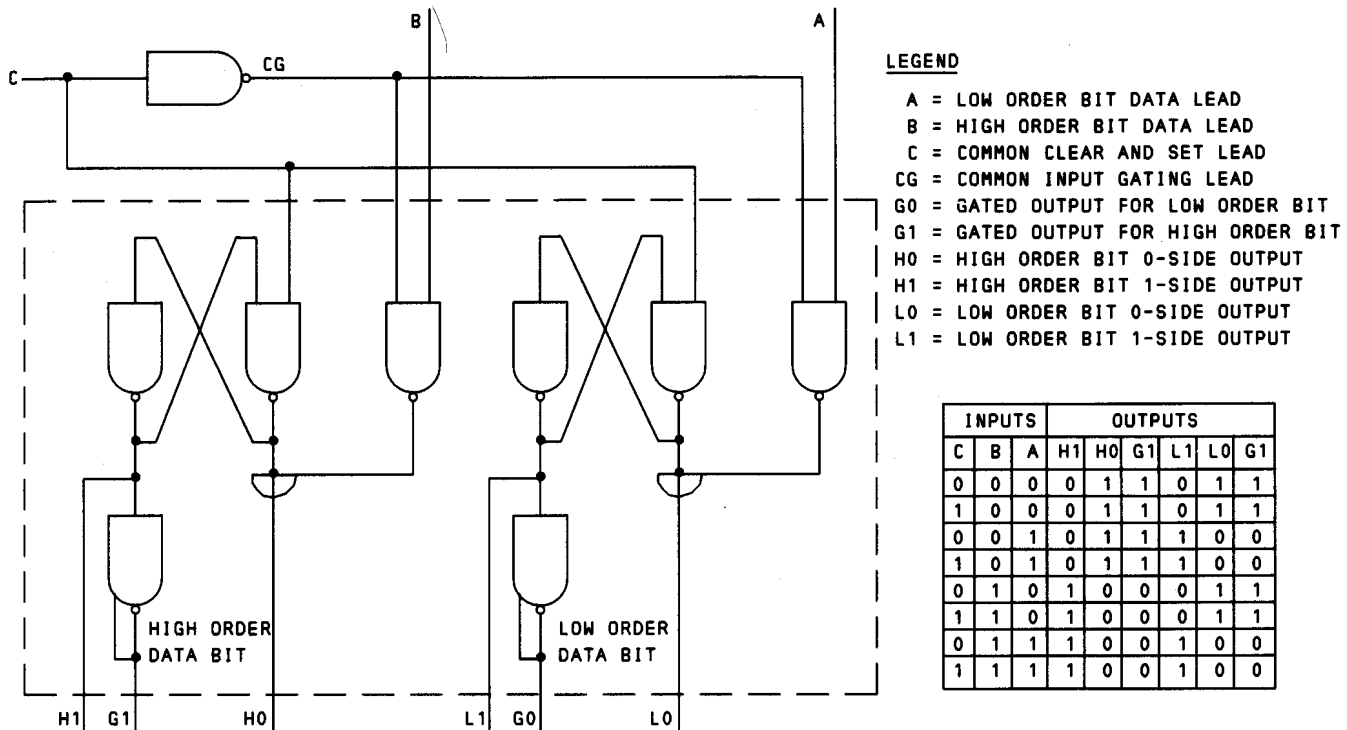 B
A
C
CG
LEGEND
A = LOW ORDER BIT DATA LEAD
B = HIGH ORDER BIT DATA LEAD
C = COMMON CLEAR AND SET LEAD
CG = COMMON INPUT GATING LEAD
G0 = GATED OUTPUT FOR LOW ORDER BIT
G1 = GATED OUTPUT FOR HIGH ORDER BIT
H0 = HIGH ORDER BIT 0-SIDE OUTPUT
H1 = HIGH ORDER BIT 1-SIDE OUTPUT
L0 = LOW ORDER BIT 0-SIDE OUTPUT
L1 = LOW ORDER BIT 1-SIDE OUTPUT
HIGH ORDER
DATA BIT
LOW ORDER
DATA BIT
H1 G1 H0 L1 G0 L0
INPUTS OUTPUTS
C B A H1 H0 G1 L1 L0 G1
0 0 0 0 1 1 0 1 1
1 0 0 0 1 1 0 1 1
0 0 1 0 1 1 1 0 0
1 0 1 0 1 1 1 0 0
0 1 0 1 0 0 0 1 1
1 1 0 1 0 0 0 1 1
0 1 1 1 0 0 1 0 0
1 1 1 1 0 0 1 0 0